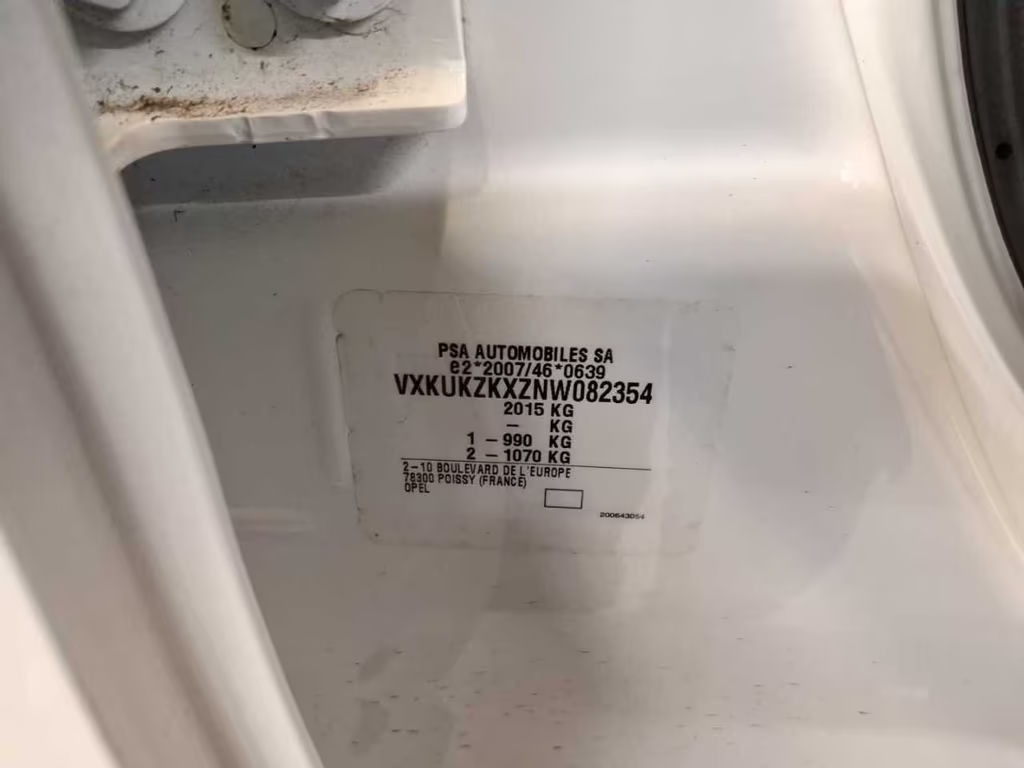 PSA AUTOMOBILES SA
e2*2007/46*0639
VXKUKZKXZNW082354
2015 KG
– KG
1 – 990 KG
2 – 1070 KG
2–10 BOULEVARD DE L'EUROPE
78300 POISSY (FRANCE)
OPEL
200643054